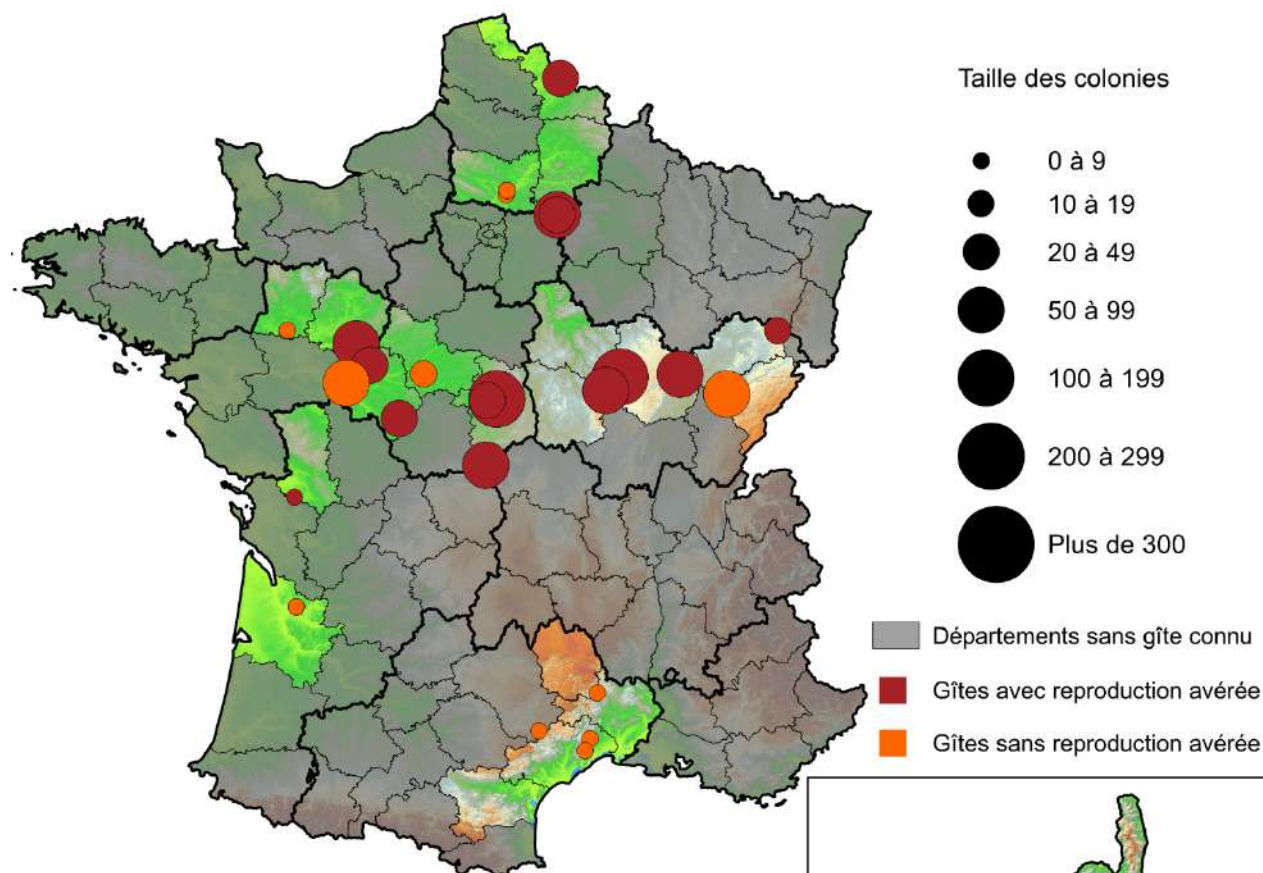 Taille des colonies
0 à 9
10 à 19
20 à 49
50 à 99
100 à 199
200 à 299
Plus de 300
Départements sans gîte connu
Gîtes avec reproduction avérée
Gîtes sans reproduction avérée